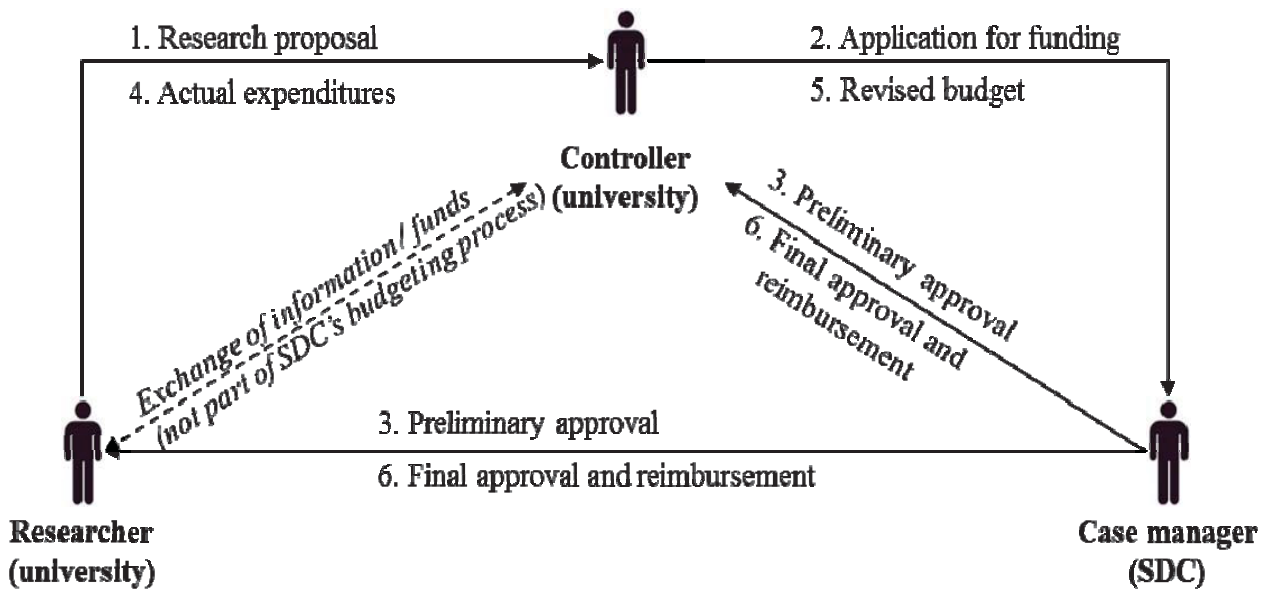 1. Research proposal
4. Actual expenditures
2. Application for funding
5. Revised budget
Controller
(university)
Exchange of information/ funds
(not part of SDC's budgeting process)
3. Preliminary approval
6. Final approval and
reimbursement
3. Preliminary approval
6. Final approval and reimbursement
Researcher
(university)
Case manager
(SDC)